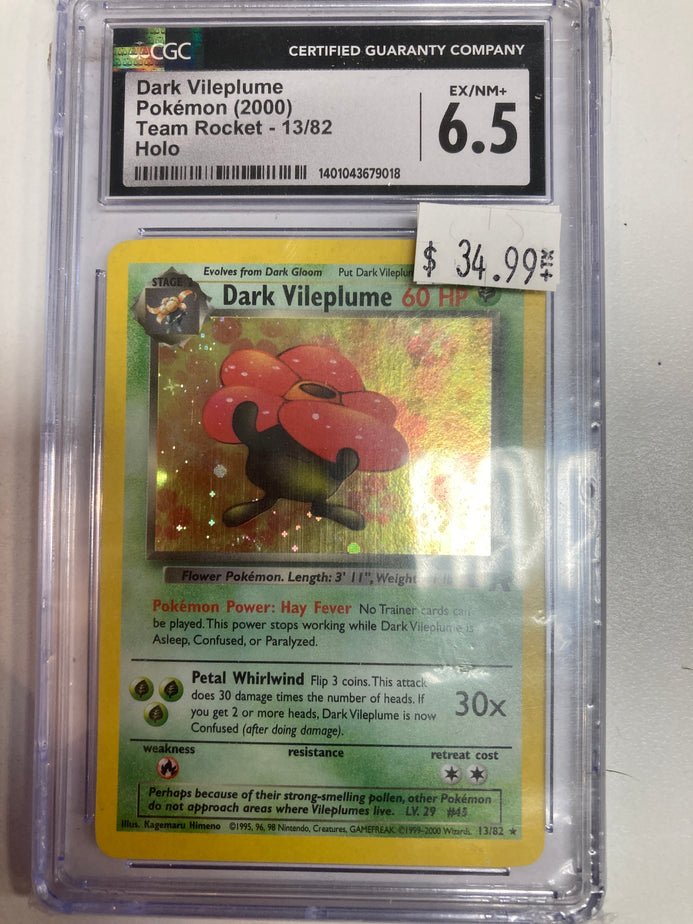 CGC CERTIFIED GUARANTY COMPANY
Dark Vileplume
Pokémon (2000)
Team Rocket - 13/82
Holo
EX/NM+
6.5
1401043679018
$ 34.99
Evolves from Dark Gloom Put Dark
STAGE
Dark Vileplume 60 HP
Flower Pokémon. Length: 3' 11", Weight
Pokémon Power: Hay Fever No Trainer cards can
be played. This power stops working while Dark Vileplume is
Asleep, Confused, or Paralyzed.
Petal Whirlwind Flip 3 coins. This attack
does 30 damage times the number of heads. If
you get 2 or more heads, Dark Vileplume is now
Confused (after doing damage).
30x
weakness resistance retreat cost
Perhaps because of their strong-smelling pollen, other Pokémon
do not approach areas where Vileplumes live. LV. 29 #45
Illus. Kagemaru Himeno ©1995, 96, 98 Nintendo, Creatures, GAMEFREAK. ©1999-2000 Wizards. 13/82 ★